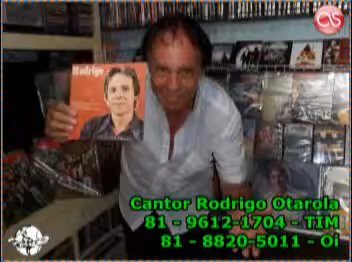 Rodrigo
Cantor Rodrigo Otarola
81 - 9612-1704 - TIM
81 - 8820-5011 - Oi